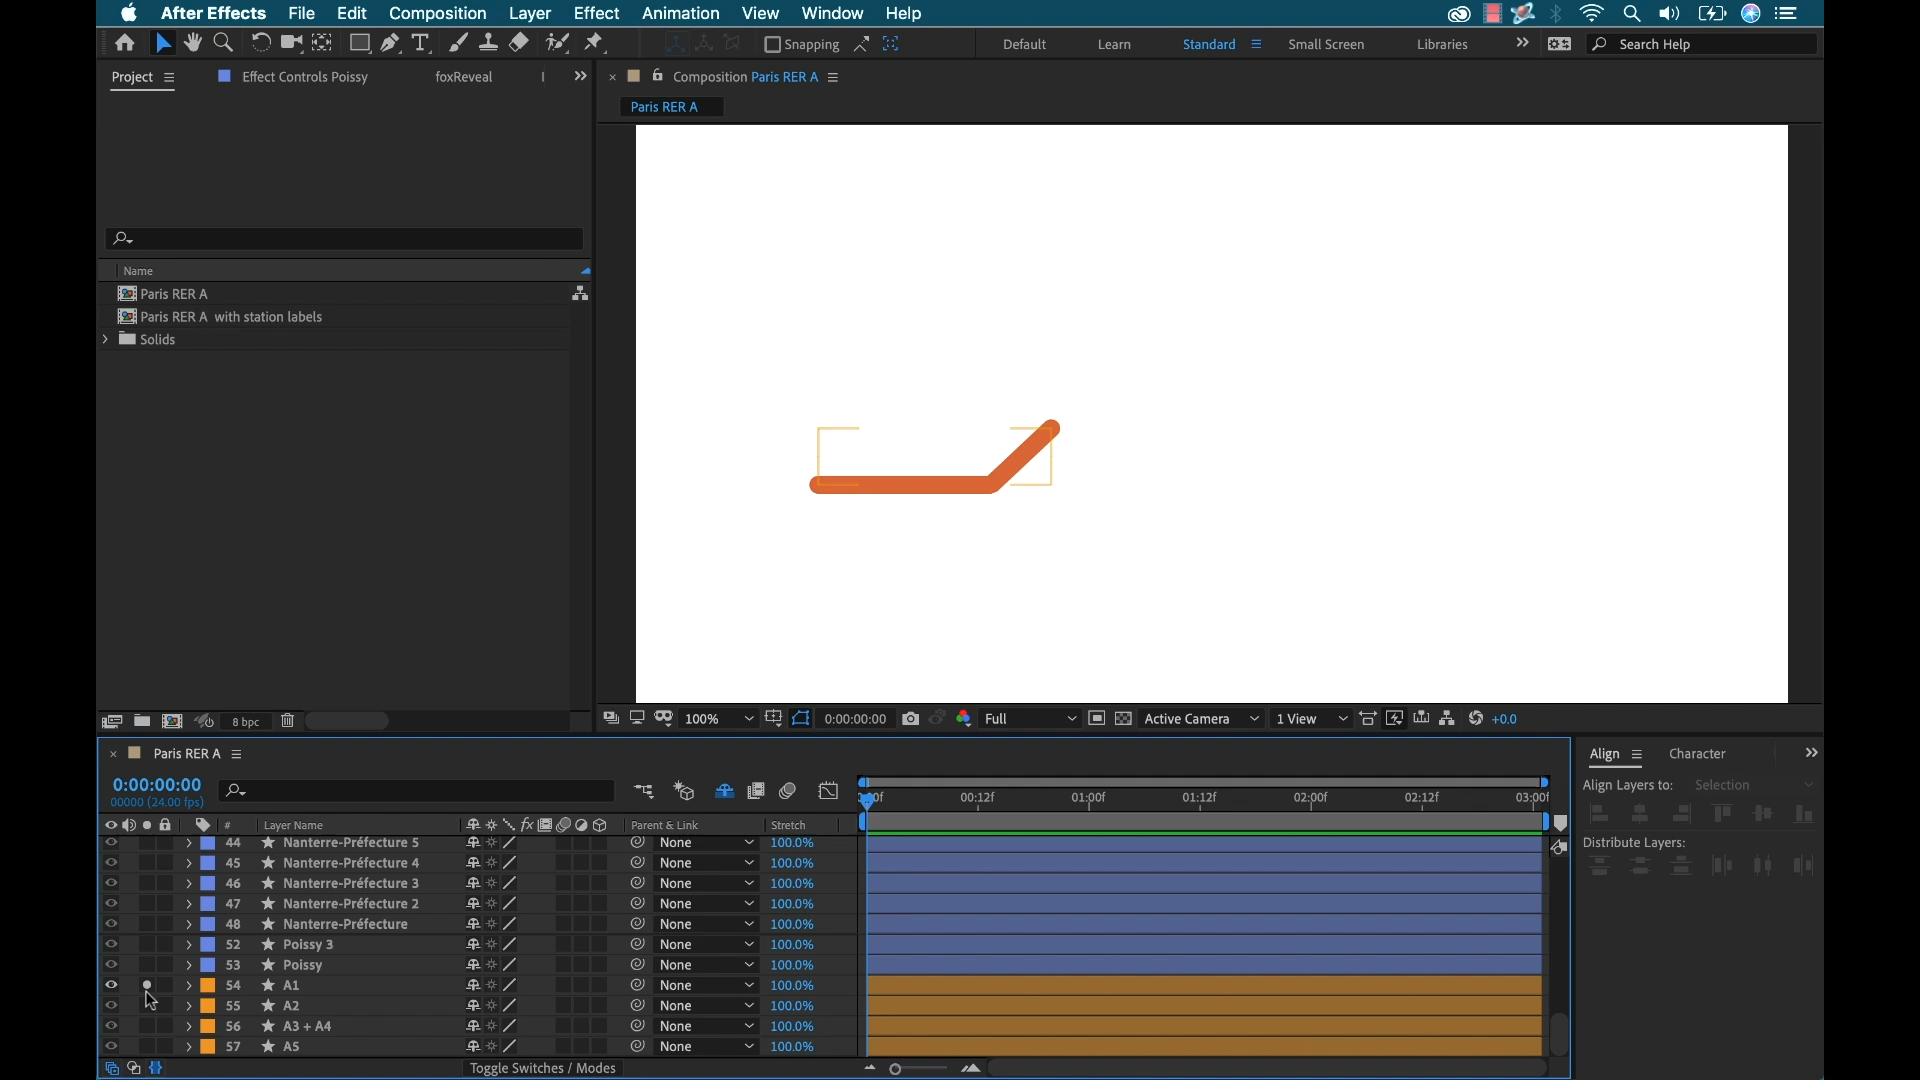 After Effects File Edit Composition Layer Effect Animation View Window Help
Snapping Default Learn Standard Small Screen Libraries Search Help
Project Effect Controls Poissy foxReveal Composition Paris RER A
Paris RER A
Name
Paris RER A
Paris RER A with station labels
Solids
8 bpc 100% 0:00:00:00 Full Active Camera 1 View +0.0
Paris RER A Align Character
0:00:00:00
00000 (24.00 fps)
Align Layers to: Selection
00:12f 01:00f 01:12f 02:00f 02:12f 03:00f
# Layer Name fx Parent & Link Stretch
Distribute Layers:
44 Nanterre-Préfecture 5 None 100.0%
45 Nanterre-Préfecture 4 None 100.0%
46 Nanterre-Préfecture 3 None 100.0%
47 Nanterre-Préfecture 2 None 100.0%
48 Nanterre-Préfecture None 100.0%
52 Poissy 3 None 100.0%
53 Poissy None 100.0%
54 A1 None 100.0%
55 A2 None 100.0%
56 A3 + A4 None 100.0%
57 A5 None 100.0%
Toggle Switches / Modes